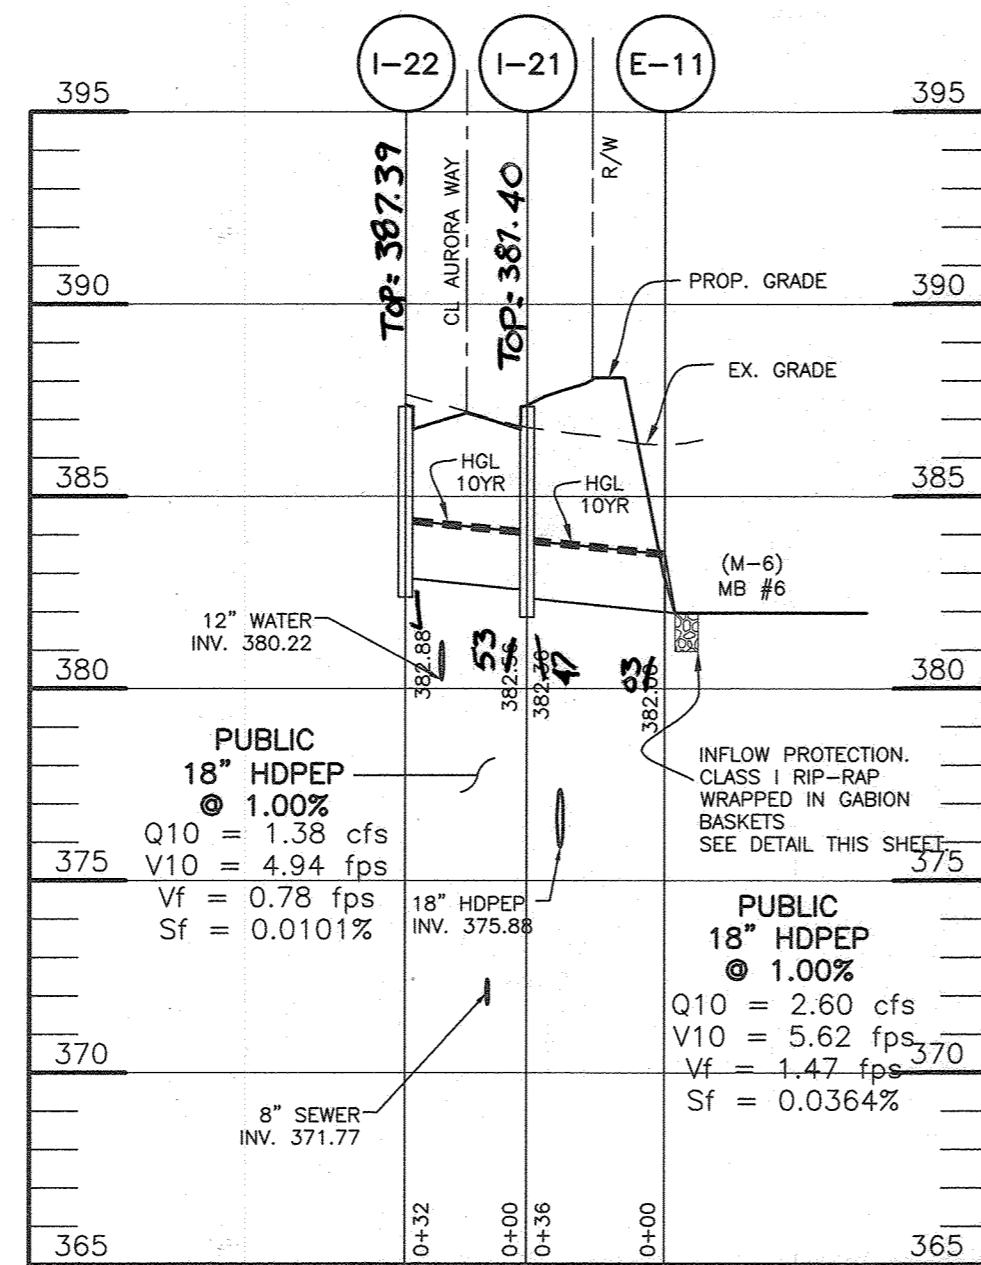 I-22
I-21
E-11
395
395
Top= 387.39
CL AURORA WAY
Top= 387.40
R/W
PROP. GRADE
390
390
EX. GRADE
HGL
10YR
HGL
10YR
385
385
(M-6)
MB #6
12" WATER
INV. 380.22
382.88
53
382.56
382.36
47
03
382.00
380
380
PUBLIC
18" HDPEP
@ 1.00%
Q10 = 1.38 cfs
V10 = 4.94 fps
Vf = 0.78 fps
Sf = 0.0101%
INFLOW PROTECTION.
CLASS I RIP-RAP
WRAPPED IN GABION
BASKETS
SEE DETAIL THIS SHEET.
375
375
18" HDPEP
INV. 375.88
PUBLIC
18" HDPEP
@ 1.00%
Q10 = 2.60 cfs
V10 = 5.62 fps
Vf = 1.47 fps
Sf = 0.0364%
370
370
8" SEWER
INV. 371.77
0+32
0+00
0+36
0+00
365
365